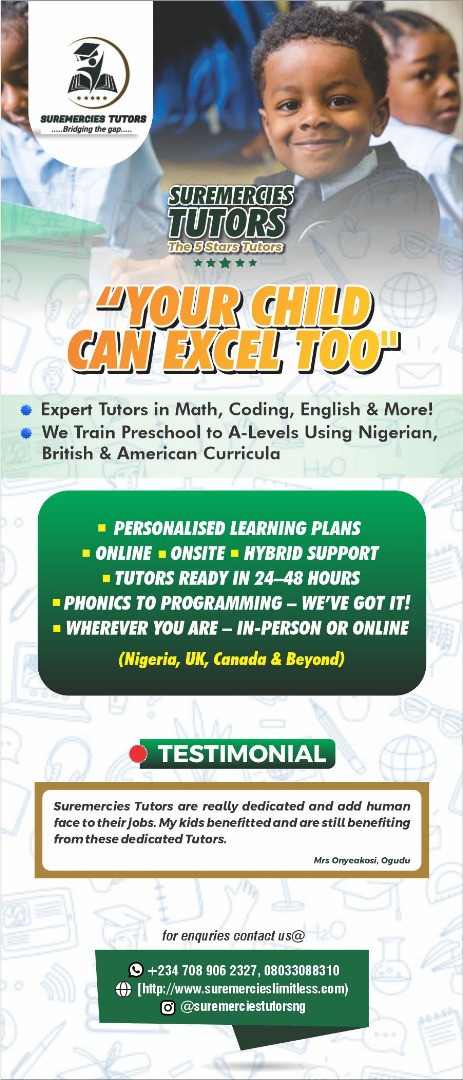 SUREMERCIES TUTORS
.....Bridging the gap.....
SUREMERCIES
TUTORS
The 5 Stars Tutors
“YOUR CHILD
CAN EXCEL TOO"
Expert Tutors in Math, Coding, English & More!
We Train Preschool to A-Levels Using Nigerian,
British & American Curricula
PERSONALISED LEARNING PLANS
ONLINE ▪ ONSITE ▪ HYBRID SUPPORT
TUTORS READY IN 24–48 HOURS
PHONICS TO PROGRAMMING – WE’VE GOT IT!
WHEREVER YOU ARE – IN-PERSON OR ONLINE
(Nigeria, UK, Canada & Beyond)
TESTIMONIAL
Suremercies Tutors are really dedicated and add human
face to their jobs. My kids benefitted and are still benefiting
from these dedicated Tutors.
Mrs Onyeakosi, Ogudu
for enquries contact us@
+234 708 906 2327, 08033088310
[http://www.suremercieslimitless.com)
@suremerciestutorsng
H₂O
H₂O